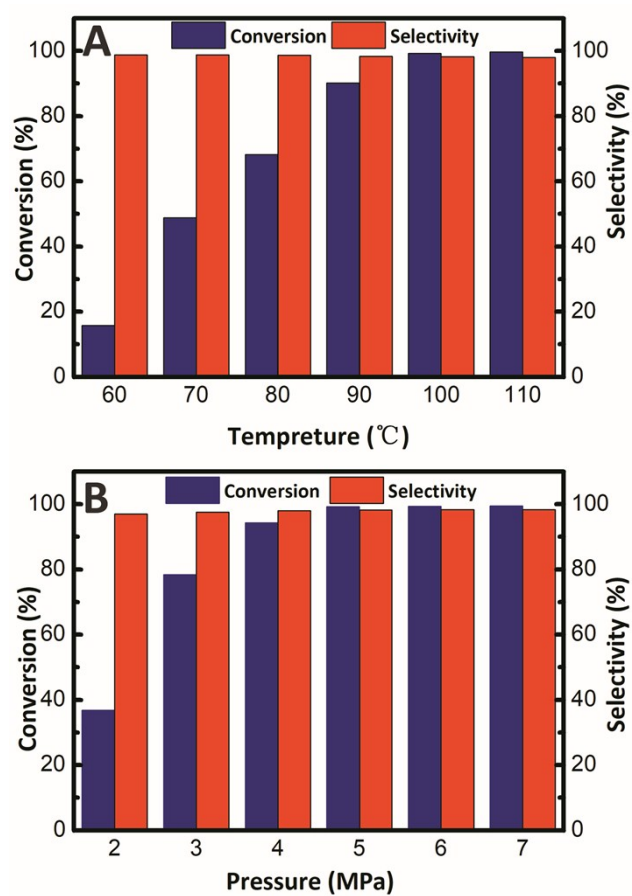 A
Conversion Selectivity
100
80
60
40
20
0
Conversion (%)
100
80
60
40
20
0
Selectivity (%)
60 70 80 90 100 110
Tempreture (℃)
B
Conversion Selectivity
100
80
60
40
20
0
Conversion (%)
100
80
60
40
20
0
Selectivity (%)
2 3 4 5 6 7
Pressure (MPa)